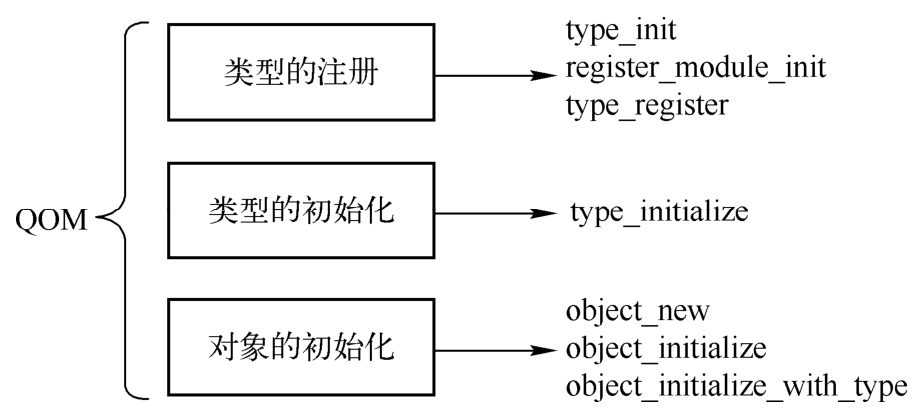 QOM
类型的注册
type_init
register_module_init
type_register
类型的初始化
type_initialize
对象的初始化
object_new
object_initialize
object_initialize_with_type